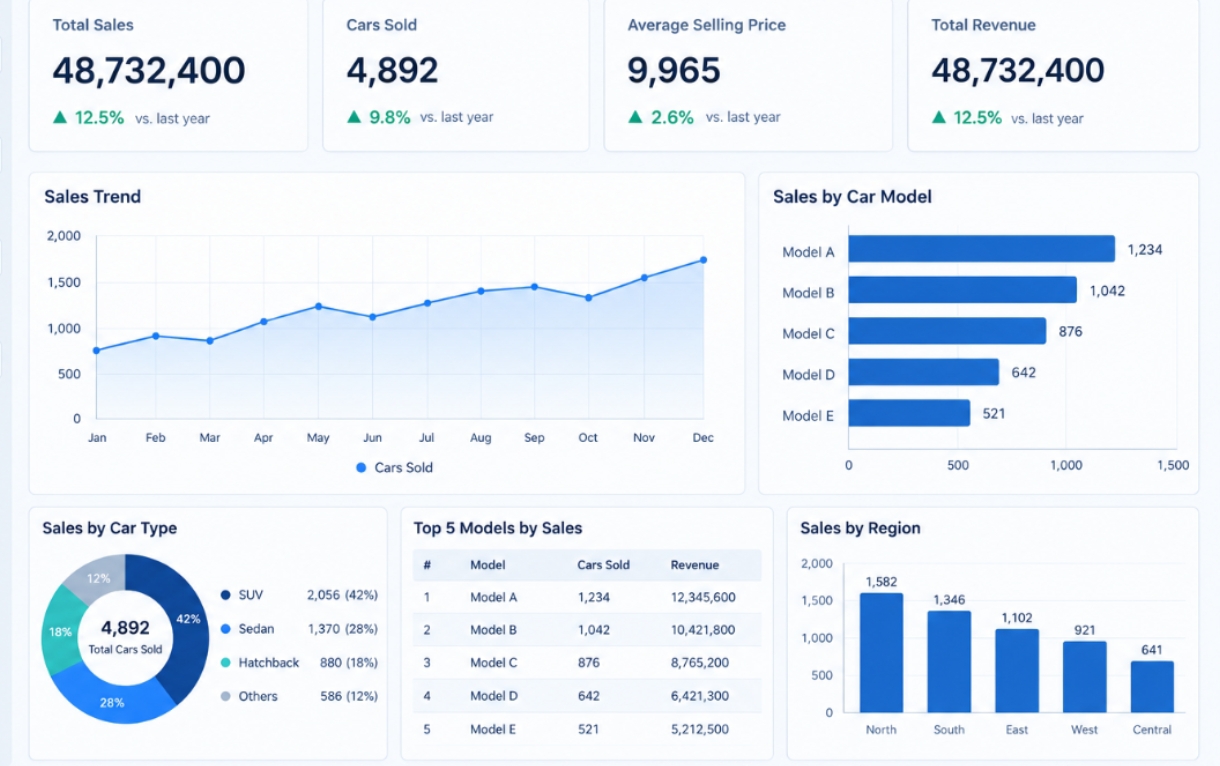 Total Sales
48,732,400
▲ 12.5% vs. last year
Cars Sold
4,892
▲ 9.8% vs. last year
Average Selling Price
9,965
▲ 2.6% vs. last year
Total Revenue
48,732,400
▲ 12.5% vs. last year
Sales Trend
2,000
1,500
1,000
500
0
Jan Feb Mar Apr May Jun Jul Aug Sep Oct Nov Dec
Cars Sold
Sales by Car Model
Model A 1,234
Model B 1,042
Model C 876
Model D 642
Model E 521
0 500 1,000 1,500
Sales by Car Type
12%
42%
18%
28%
4,892
Total Cars Sold
SUV 2,056 (42%)
Sedan 1,370 (28%)
Hatchback 880 (18%)
Others 586 (12%)
Top 5 Models by Sales
# Model Cars Sold Revenue
1 Model A 1,234 12,345,600
2 Model B 1,042 10,421,800
3 Model C 876 8,765,200
4 Model D 642 6,421,300
5 Model E 521 5,212,500
Sales by Region
2,000
1,500
1,000
500
0
1,582
1,346
1,102
921
641
North South East West Central